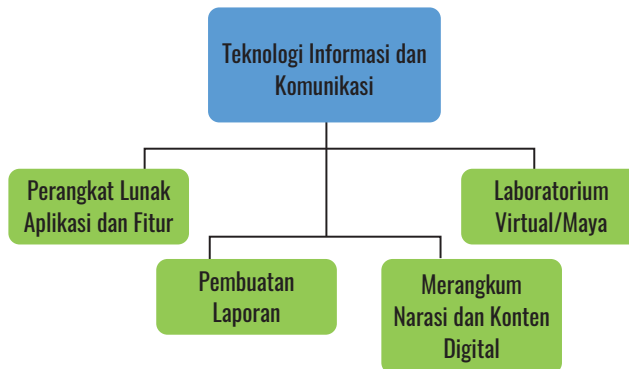 Teknologi Informasi dan
Komunikasi
Perangkat Lunak
Aplikasi dan Fitur
Laboratorium
Virtual/Maya
Pembuatan
Laporan
Merangkum
Narasi dan Konten
Digital